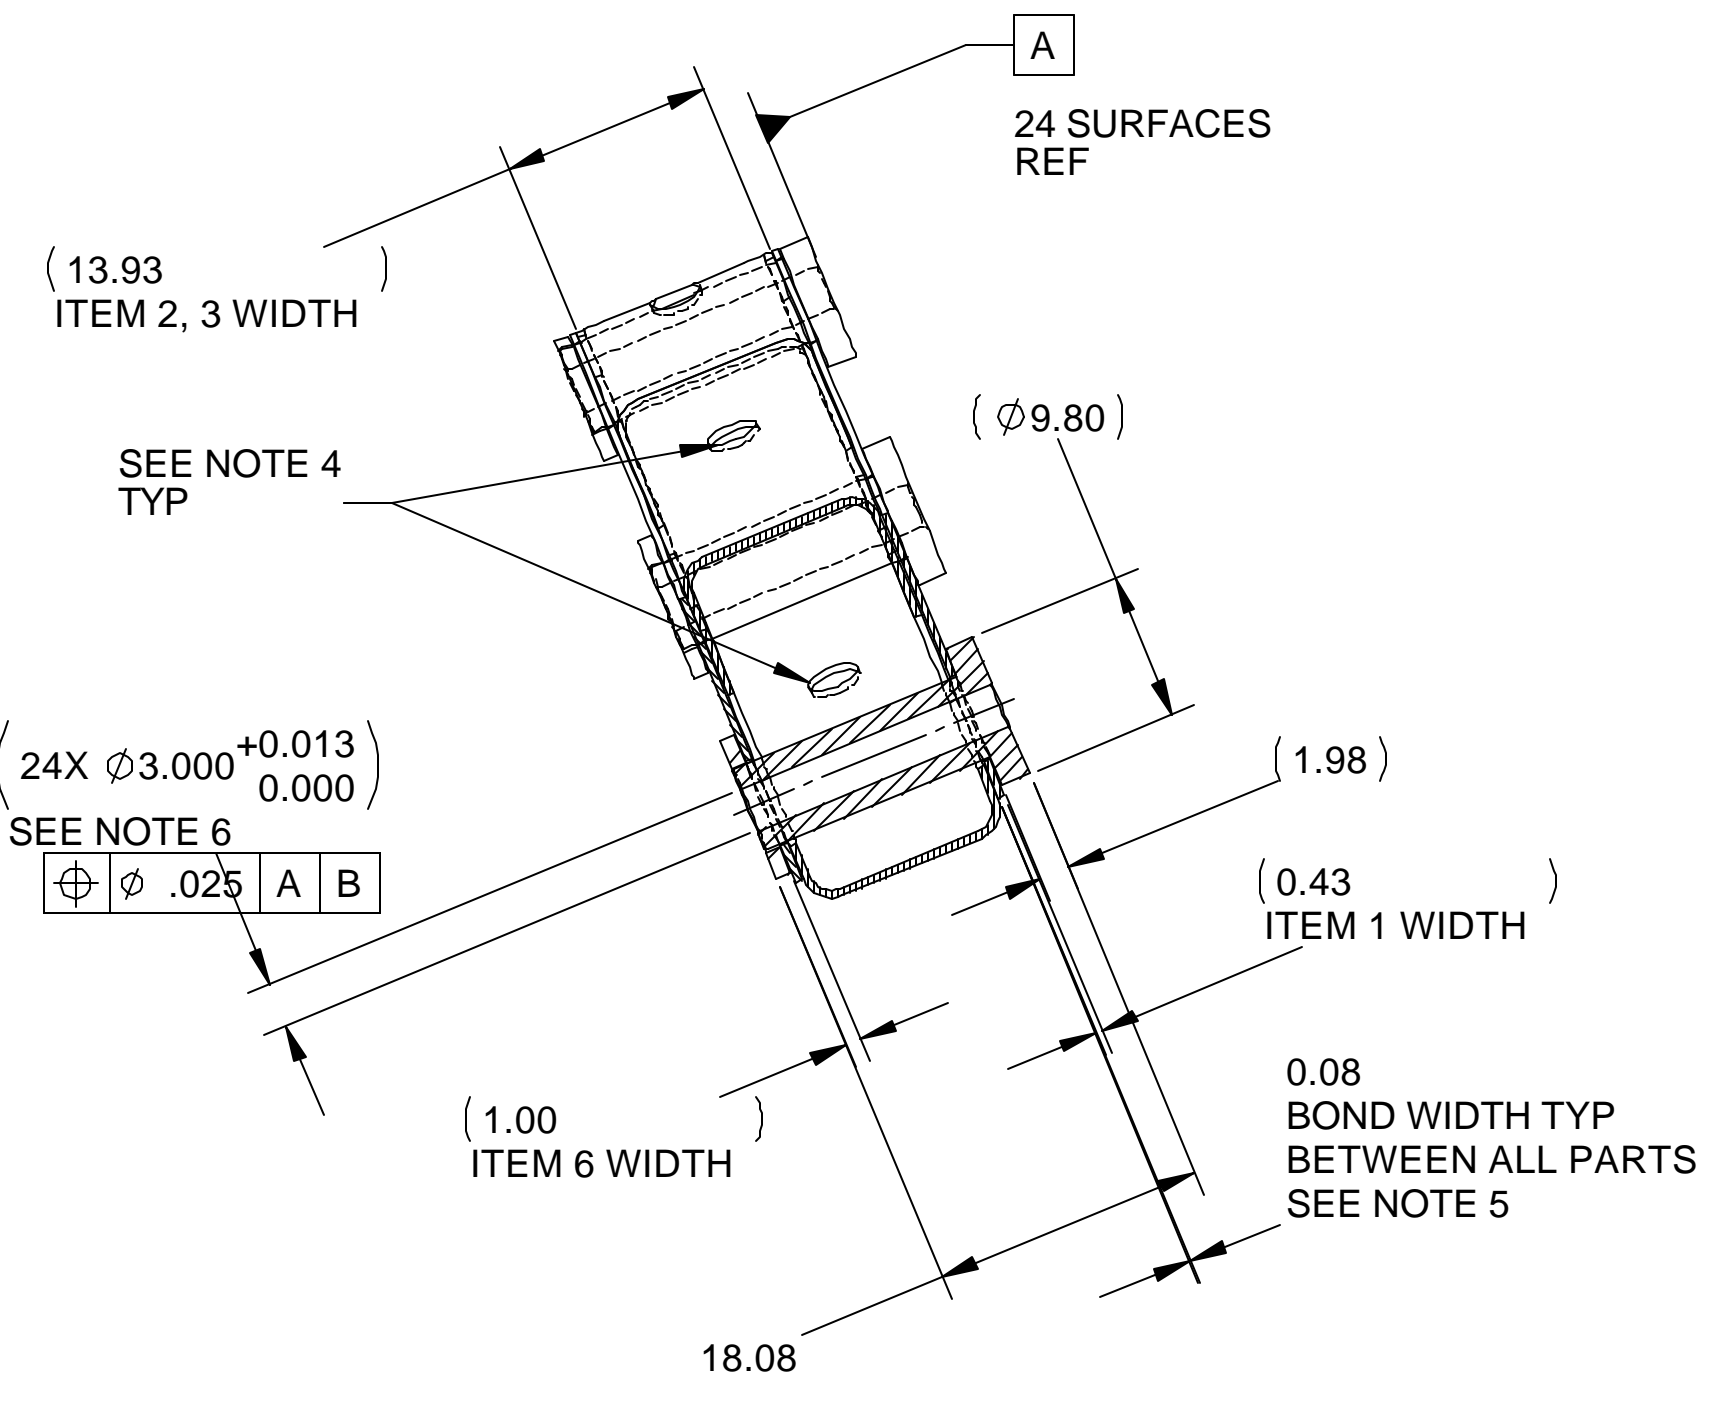 A
24 SURFACES
REF
( 13.93 )
ITEM 2, 3 WIDTH
( ∅9.80 )
SEE NOTE 4
TYP
( 24X ∅3.000 +0.013 )
0.000
SEE NOTE 6
⌖ ∅ .025 A B
( 1.98 )
( 0.43 )
ITEM 1 WIDTH
( 1.00 )
ITEM 6 WIDTH
0.08
BOND WIDTH TYP
BETWEEN ALL PARTS
SEE NOTE 5
18.08